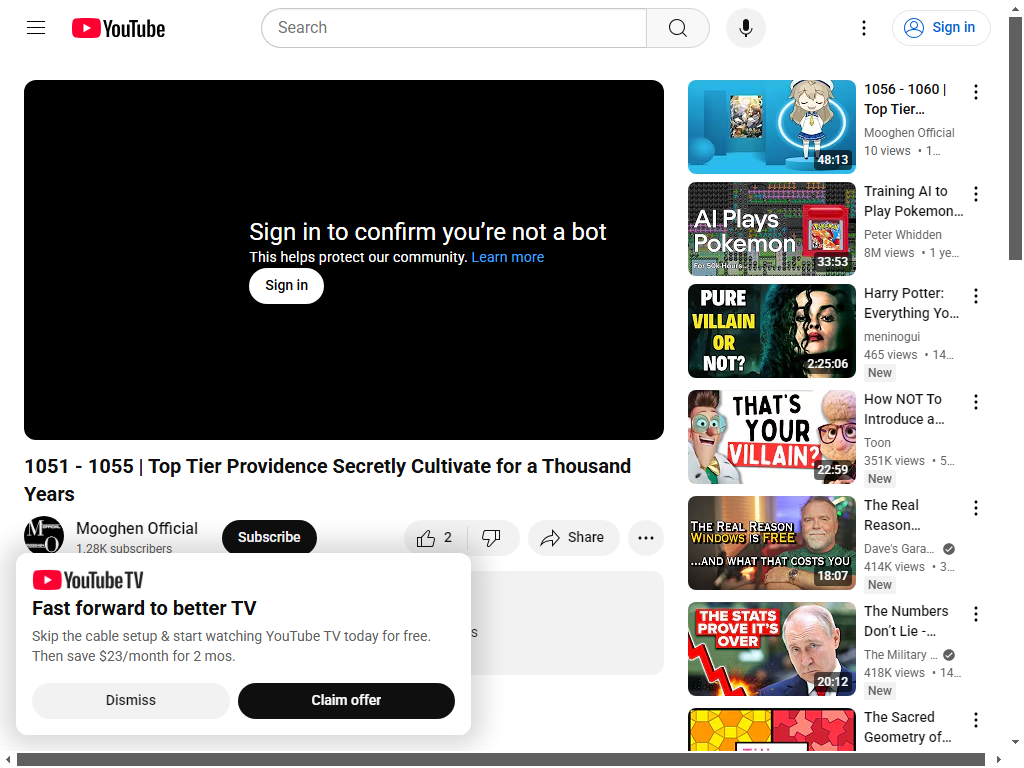 YouTube
Search
Sign in
Sign in to confirm you’re not a bot
This helps protect our community. Learn more
Sign in
1051 - 1055 | Top Tier Providence Secretly Cultivate for a Thousand
Years
Mooghen Official
1.28K subscribers
Subscribe
2
Share
YouTube TV
Fast forward to better TV
Skip the cable setup & start watching YouTube TV today for free.
Then save $23/month for 2 mos.
Dismiss
Claim offer
s
48:13
1056 - 1060 |
Top Tier…
Mooghen Official
10 views • 1…
AI Plays
Pokemon
For 50k Hours
33:53
Training AI to
Play Pokemon…
Peter Whidden
8M views • 1 ye…
PURE
VILLAIN
OR
NOT?
2:25:06
Harry Potter:
Everything Yo…
meninogui
465 views • 14…
New
THAT'S
YOUR
VILLAIN?
22:59
How NOT To
Introduce a…
Toon
351K views • 5…
New
THE REAL REASON
WINDOWS IS FREE
...AND WHAT THAT COSTS YOU
18:07
The Real
Reason…
Dave's Gara…
414K views • 3…
New
THE STATS
PROVE IT'S
OVER
20:12
The Numbers
Don't Lie -…
The Military …
418K views • 14…
New
The Sacred
Geometry of…